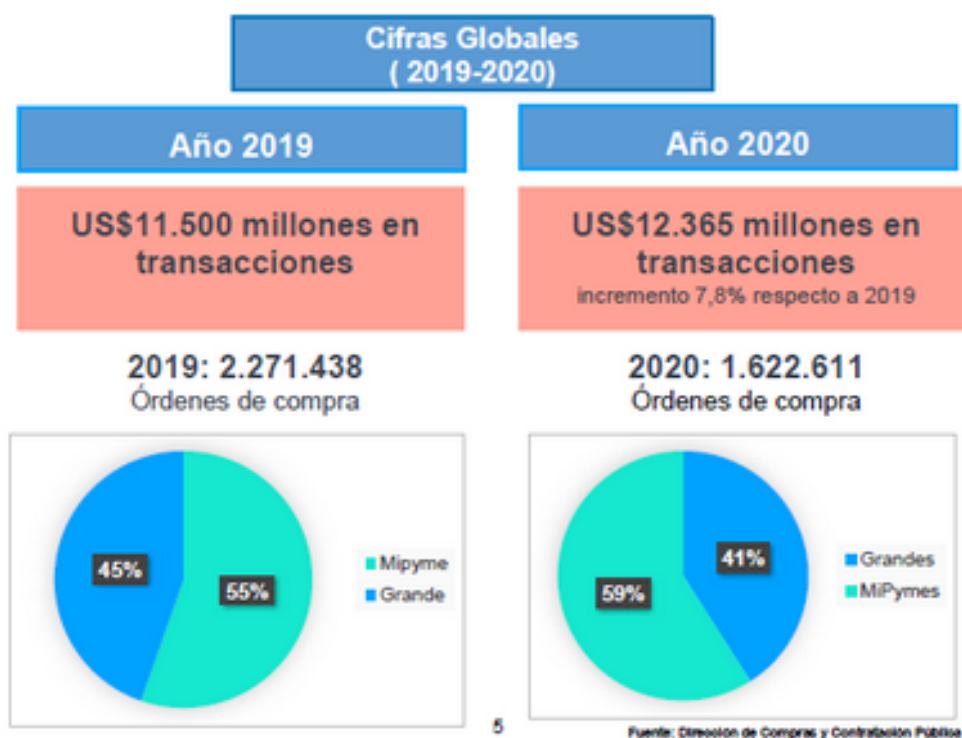 Cifras Globales
( 2019-2020)
Año 2019
US$11.500 millones en
transacciones
2019: 2.271.438
Órdenes de compra
45%
55%
Mipyme
Grande
Año 2020
US$12.365 millones en
transacciones
incremento 7,8% respecto a 2019
2020: 1.622.611
Órdenes de compra
59%
41%
Grandes
MiPymes
5
Fuente: Dirección de Compras y Contratación Pública